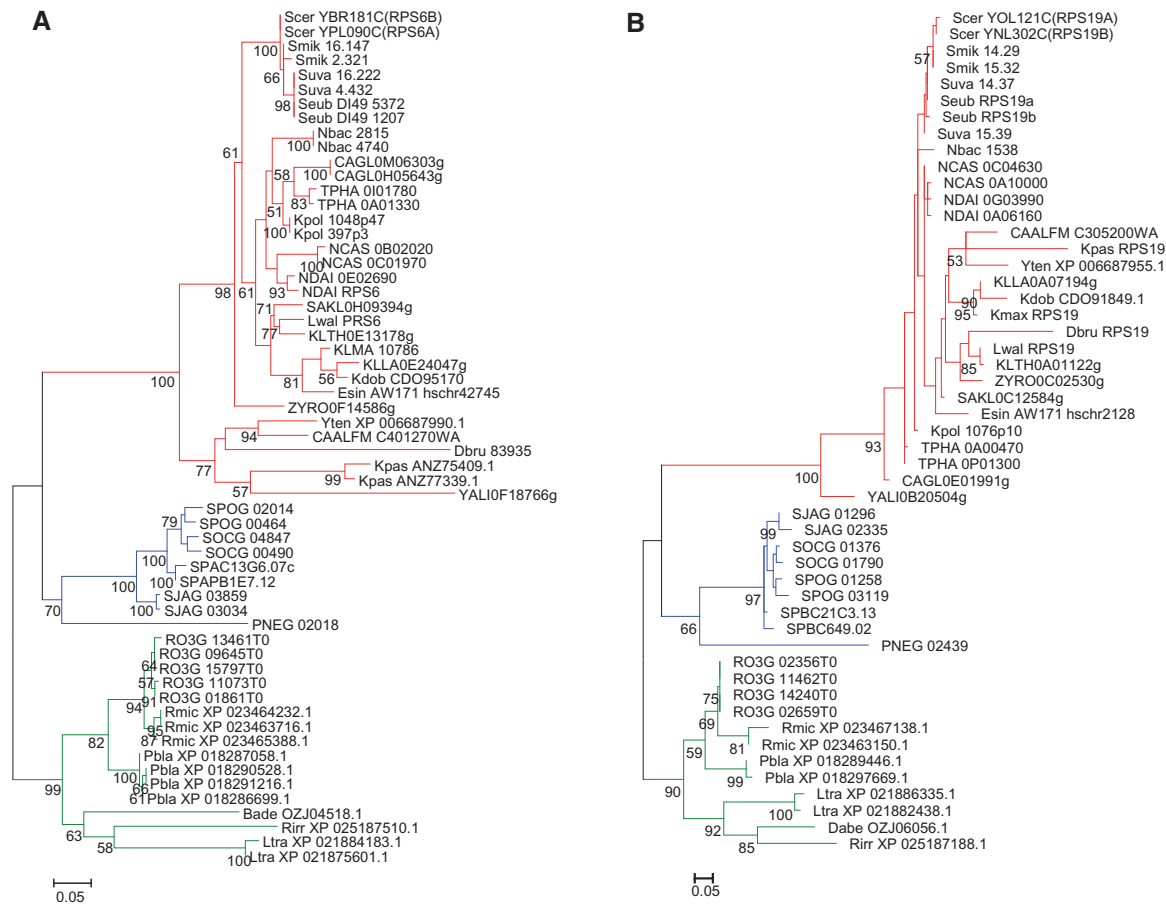 A
Scer YBR181C(RPS6B)
Scer YPL090C(RPS6A)
100
Smik 16.147
Smik 2.321
66
Suva 16.222
Suva 4.432
98
Seub DI49 5372
Seub DI49 1207
Nbac 2815
100
Nbac 4740
61
CAGL0M06303g
58
100
CAGL0H05643g
TPHA 0I01780
83
TPHA 0A01330
51
Kpol 1048p47
100
Kpol 397p3
NCAS 0B02020
100
NCAS 0C01970
NDAI 0E02690
98
61
93
NDAI RPS6
71
SAKL0H09394g
Lwal PRS6
77
KLTH0E13178g
KLMA 10786
KLLA0E24047g
81
56
Kdob CDO95170
Esin AW171 hschr42745
100
ZYRO0F14586g
Yten XP 006687990.1
94
CAALFM C401270WA
Dbru 83935
77
Kpas ANZ75409.1
99
Kpas ANZ77339.1
57
YALI0F18766g
SPOG 02014
79
SPOG 00464
SOCG 04847
SOCG 00490
100
SPAC13G6.07c
100
SPAPB1E7.12
100
SJAG 03859
70
100
SJAG 03034
PNEG 02018
RO3G 13461T0
RO3G 09645T0
64
RO3G 15797T0
57
RO3G 11073T0
91
RO3G 01861T0
94
Rmic XP 023464232.1
95
Rmic XP 023463716.1
82
87
Rmic XP 023465388.1
Pbla XP 018287058.1
100
Pbla XP 018290528.1
66
Pbla XP 018291216.1
99
61
Pbla XP 018286699.1
Bade OZJ04518.1
63
Rirr XP 025187510.1
58
Ltra XP 021884183.1
100
Ltra XP 021875601.1
0.05
B
Scer YOL121C(RPS19A)
Scer YNL302C(RPS19B)
57
Smik 14.29
Smik 15.32
Suva 14.37
Seub RPS19a
Seub RPS19b
Suva 15.39
Nbac 1538
NCAS 0C04630
NCAS 0A10000
NDAI 0G03990
NDAI 0A06160
CAALFM C305200WA
Kpas RPS19
53
Yten XP 006687955.1
KLLA0A07194g
90
Kdob CDO91849.1
95
Kmax RPS19
Dbru RPS19
Lwal RPS19
85
KLTH0A01122g
ZYRO0C02530g
SAKL0C12584g
Esin AW171 hschr2128
Kpol 1076p10
93
TPHA 0A00470
TPHA 0P01300
100
CAGL0E01991g
YALI0B20504g
SJAG 01296
99
SJAG 02335
SOCG 01376
SOCG 01790
SPOG 01258
97
SPOG 03119
SPBC21C3.13
66
SPBC649.02
PNEG 02439
RO3G 02356T0
RO3G 11462T0
75
RO3G 14240T0
RO3G 02659T0
69
Rmic XP 023467138.1
81
Rmic XP 023463150.1
59
Pbla XP 018289446.1
99
Pbla XP 018297669.1
90
Ltra XP 021886335.1
100
Ltra XP 021882438.1
92
Dabe OZJ06056.1
85
Rirr XP 025187188.1
0.05